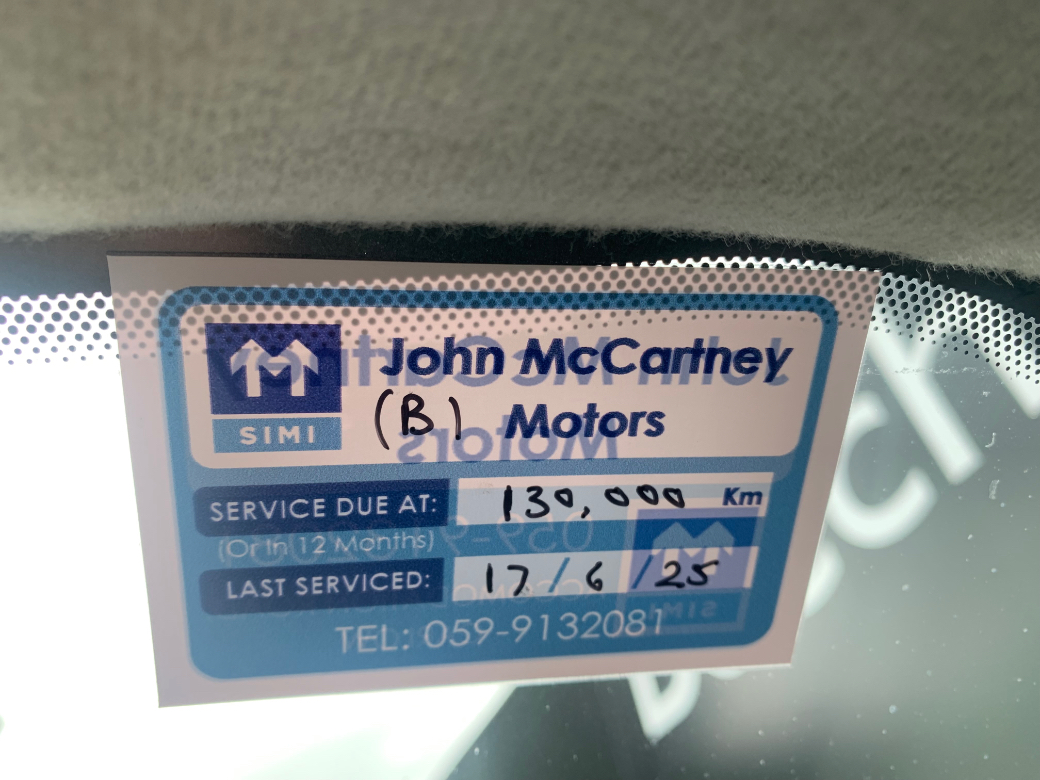 John McCartney
(B) Motors
SIMI
SERVICE DUE AT: 130,000 Km
(Or In 12 Months)
LAST SERVICED: 17/6/25
TEL: 059-9132081